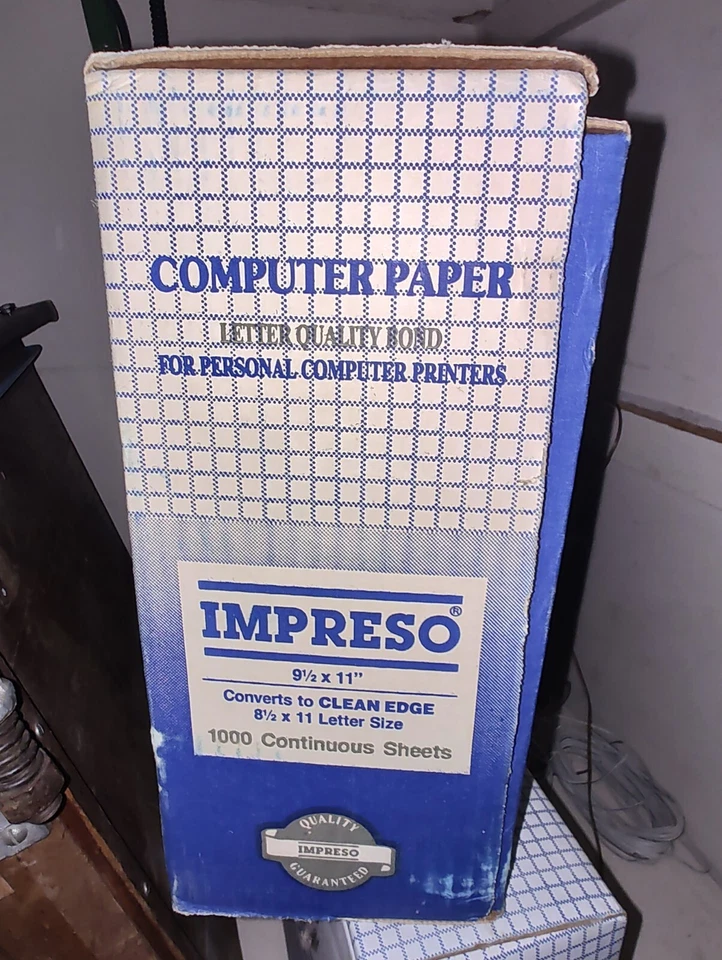 COMPUTER PAPER
LETTER QUALITY BOND
FOR PERSONAL COMPUTER PRINTERS
IMPRESO®
9½ x 11"
Converts to CLEAN EDGE
8½ x 11 Letter Size
1000 Continuous Sheets
QUALITY
IMPRESO
GUARANTEED